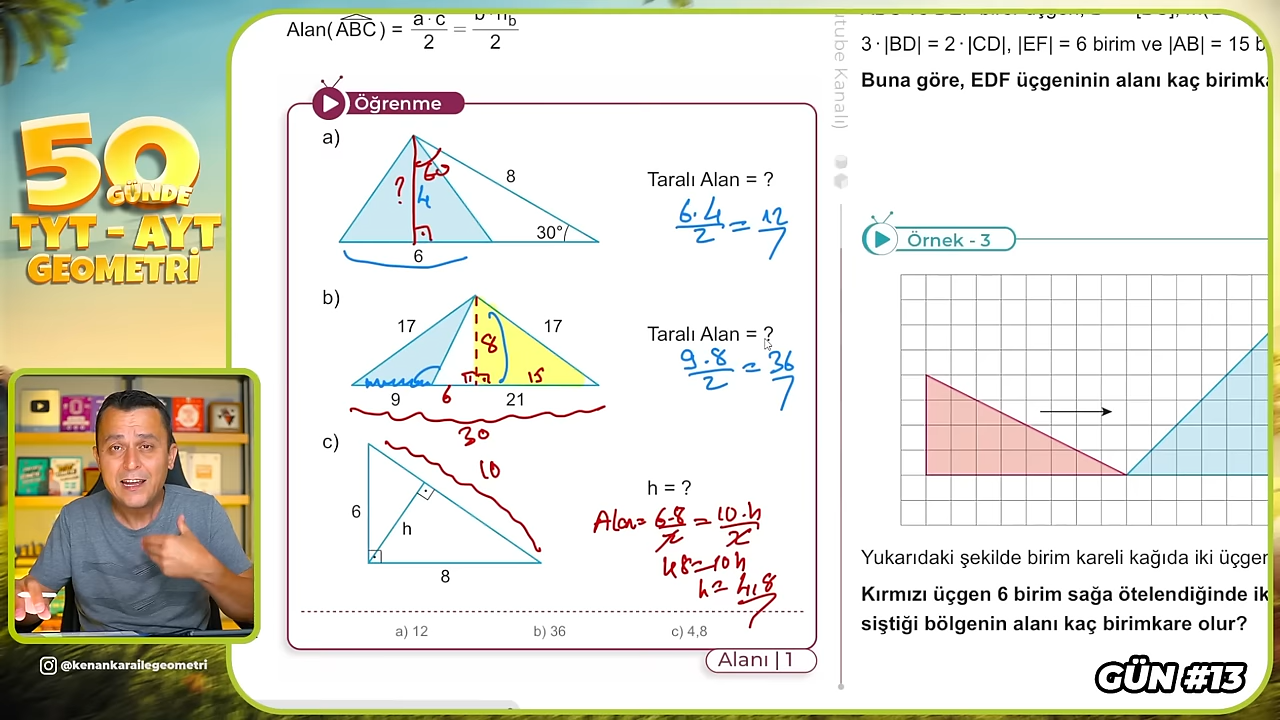 50
GÜNDE
TYT - AYT
GEOMETRİ
@kenankarailegeometri
Alan(ABC) = a·c/2 = b·h_b/2
Öğrenme
a)
?
60
4
8
30°
6
Taralı Alan = ?
6·4/2 = 12
b)
17
17
8
15
9
6
21
30
Taralı Alan = ?
9·8/2 = 36
c)
10
6
h
8
h = ?
Alan = 6·8/2 = 10·h/2
48=10h
h= 4,8
a) 12 b) 36 c) 4,8
Alanı | 1
utube Kanalı)
3·|BD| = 2·|CD|, |EF| = 6 birim ve |AB| = 15 b
Buna göre, EDF üçgeninin alanı kaç birimka
Örnek - 3
Yukarıdaki şekilde birim kareli kağıda iki üçger
Kırmızı üçgen 6 birim sağa ötelendiğinde ik
siştiği bölgenin alanı kaç birimkare olur?
GÜN #13